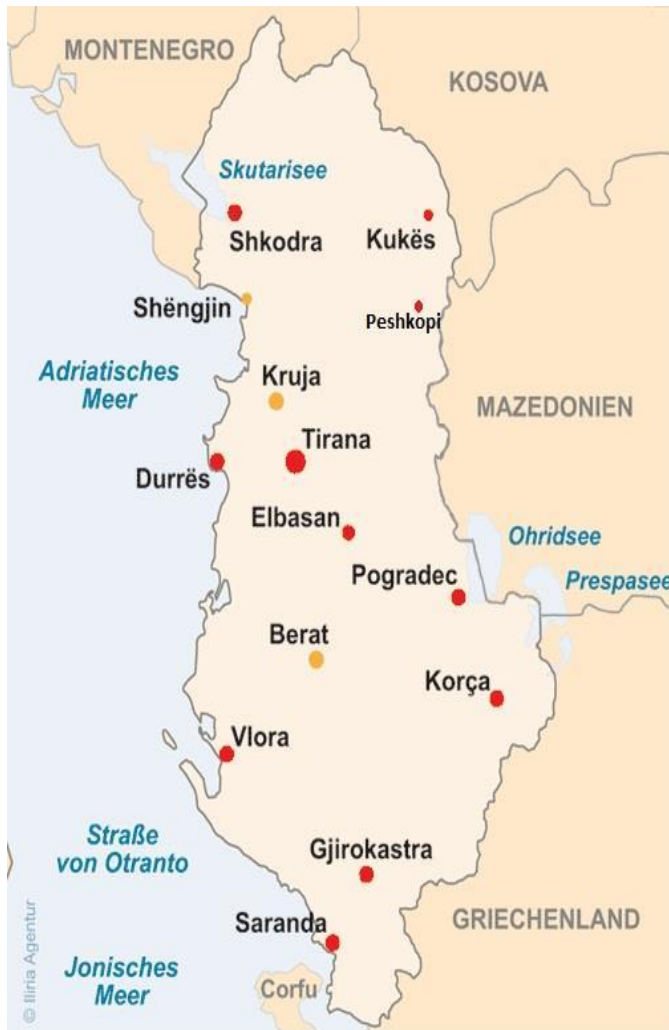 MONTENEGRO
KOSOVA
Skutarisee
Shkodra
Kukës
Shëngjin
Peshkopi
Adriatisches
Meer
Kruja
MAZEDONIEN
Tirana
Durrës
Elbasan
Ohridsee
Pogradec
Prespasee
Berat
Korça
Vlora
Straße
von Otranto
Gjirokastra
GRIECHENLAND
Saranda
Jonisches
Meer
Corfu
© Iliria Agentur